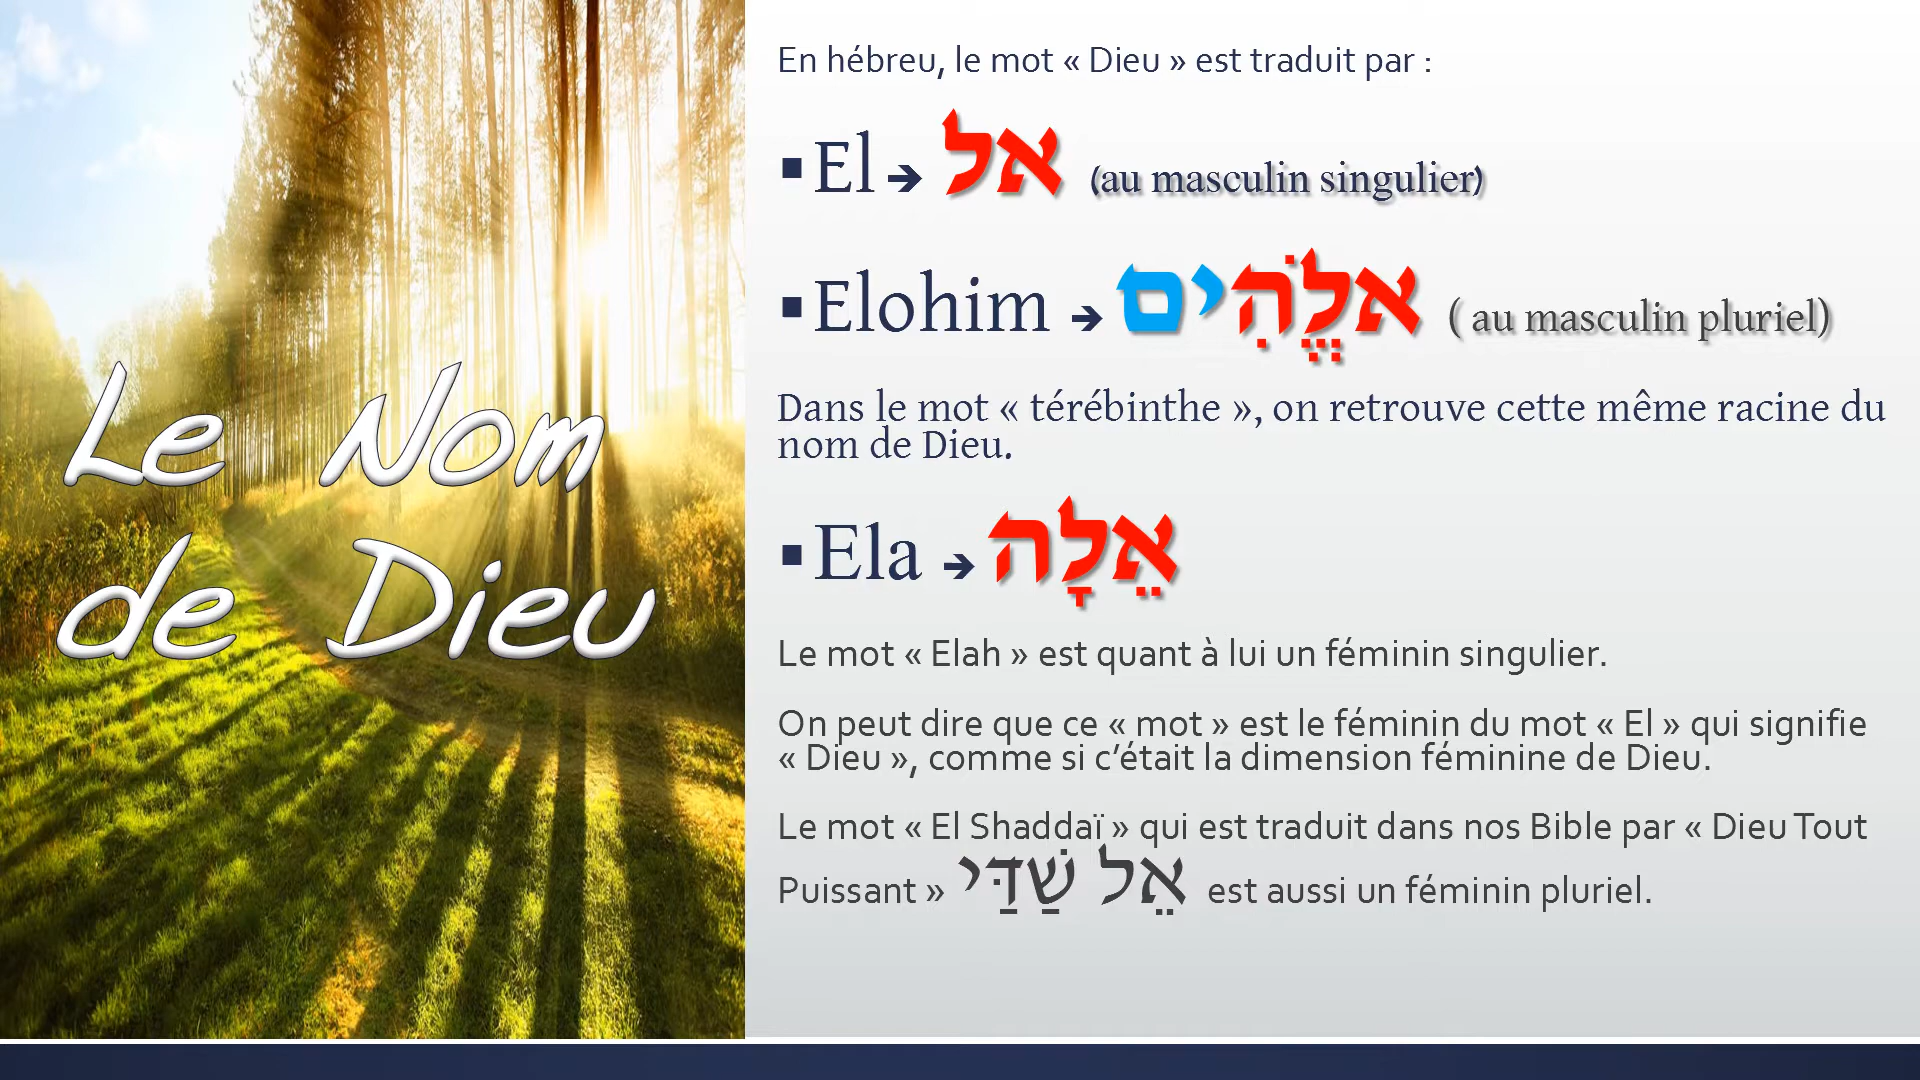 Le Nom
de Dieu
En hébreu, le mot « Dieu » est traduit par :
▪ El ➔ אל (au masculin singulier)
▪ Elohim ➔ אלֱהִֹים ( au masculin pluriel)
Dans le mot « térébinthe », on retrouve cette même racine du
nom de Dieu.
▪ Ela ➔ אֵלָה
Le mot « Elah » est quant à lui un féminin singulier.
On peut dire que ce « mot » est le féminin du mot « El » qui signifie
« Dieu », comme si c’était la dimension féminine de Dieu.
Le mot « El Shaddaï » qui est traduit dans nos Bible par « Dieu Tout
Puissant » אֵל שַׁדַּי est aussi un féminin pluriel.